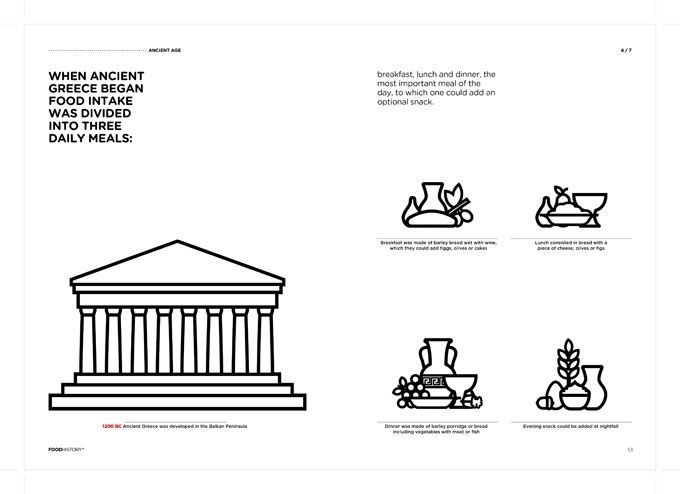 ANCIENT AGE
4 / 7
WHEN ANCIENT
GREECE BEGAN
FOOD INTAKE
WAS DIVIDED
INTO THREE
DAILY MEALS:
breakfast, lunch and dinner, the
most important meal of the
day, to which one could add an
optional snack.
Breakfast was made of barley bread wet with wine,
which they could add figgs, olives or cakes
Lunch consisted in bread with a
piece of cheese, olives or figs
Dinner was made of barley porridge or bread
including vegetables with meat or fish
Evening snack could be added at nightfall
1200 BC Ancient Greece was developed in the Balkan Peninsula
FOODHISTORY®
53